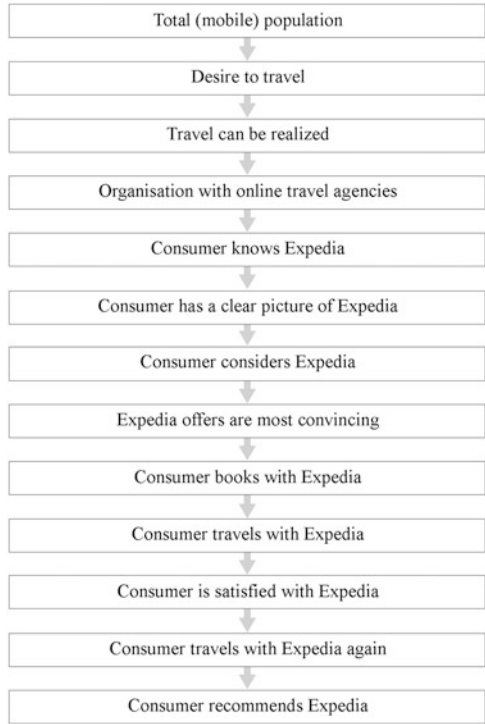 Total (mobile) population
Desire to travel
Travel can be realized
Organisation with online travel agencies
Consumer knows Expedia
Consumer has a clear picture of Expedia
Consumer considers Expedia
Expedia offers are most convincing
Consumer books with Expedia
Consumer travels with Expedia
Consumer is satisfied with Expedia
Consumer travels with Expedia again
Consumer recommends Expedia